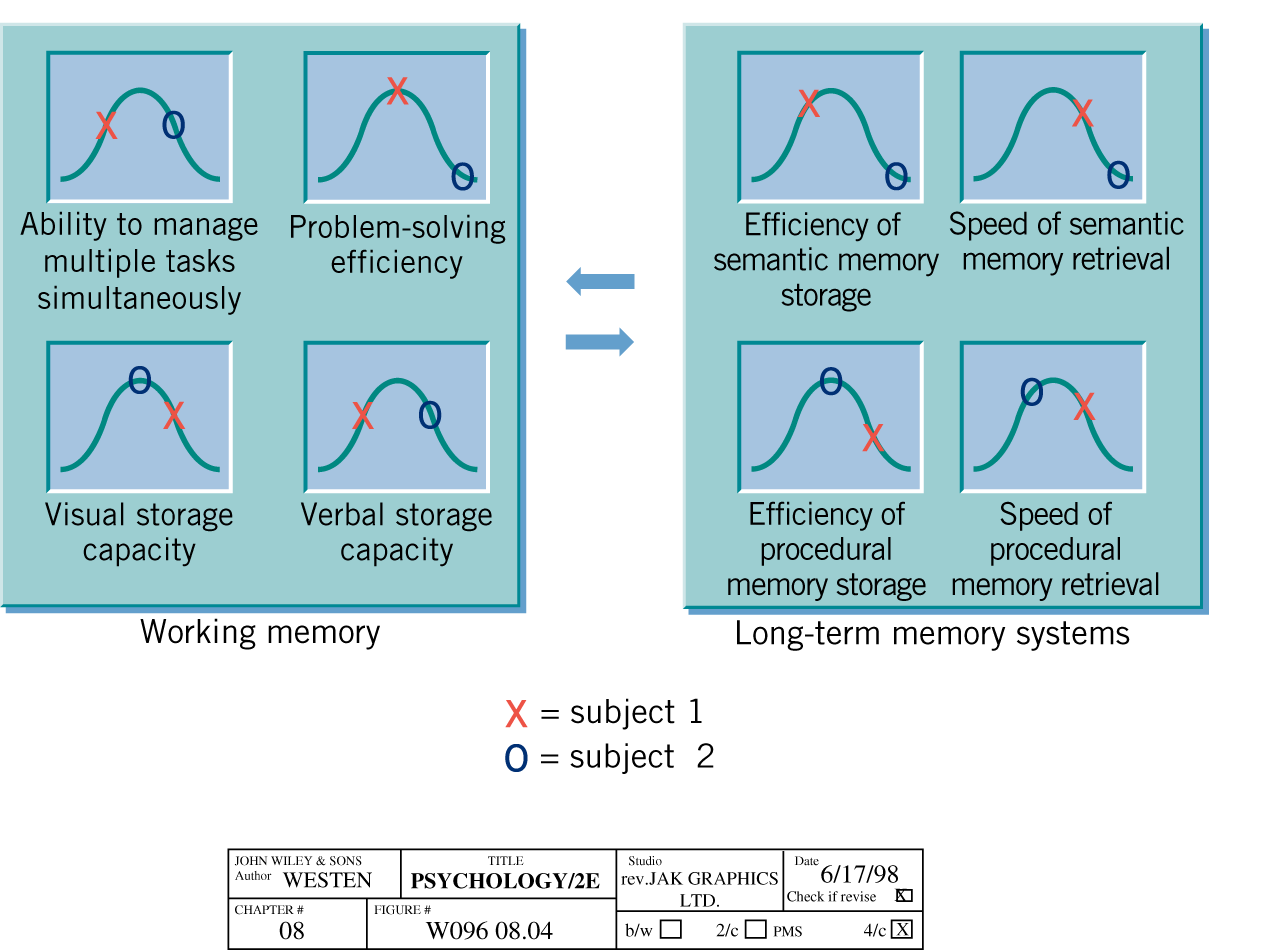 X O
X O
X O
X O
Ability to manage
multiple tasks
simultaneously
Problem-solving
efficiency
Efficiency of
semantic memory
storage
Speed of semantic
memory retrieval
O X
X O
O X
O X
Visual storage
capacity
Verbal storage
capacity
Efficiency of
procedural
memory storage
Speed of
procedural
memory retrieval
Working memory
Long-term memory systems
X = subject 1
O = subject 2
JOHN WILEY & SONS
Author WESTEN
TITLE
PSYCHOLOGY/2E
Studio
rev.JAK GRAPHICS
LTD.
Date 6/17/98
Check if revise X
CHAPTER #
08
FIGURE #
W096 08.04
b/w 2/c PMS 4/c X